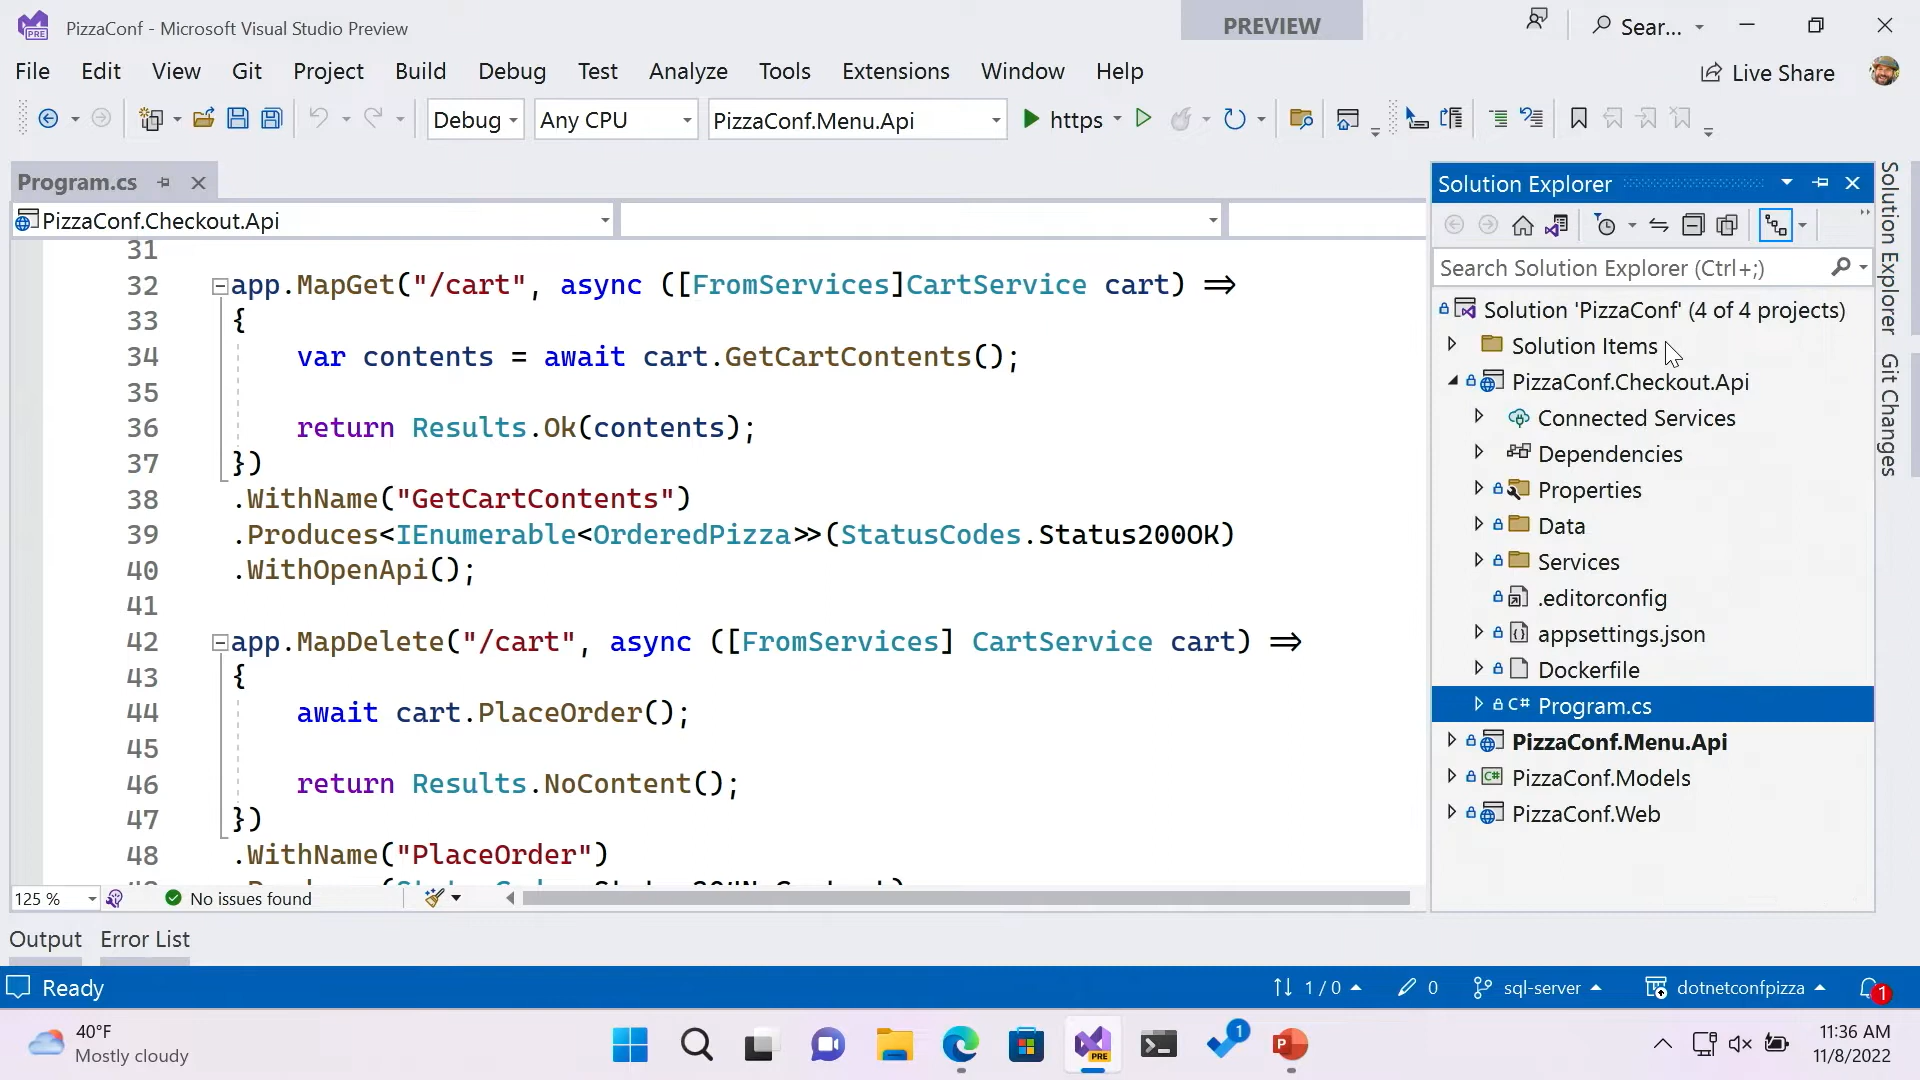 PizzaConf - Microsoft Visual Studio Preview
PREVIEW
Sear...
File Edit View Git Project Build Debug Test Analyze Tools Extensions Window Help
Live Share
Debug
Any CPU
PizzaConf.Menu.Api
https
Program.cs
PizzaConf.Checkout.Api
31
32 app.MapGet("/cart", async ([FromServices]CartService cart) =>
33 {
34 var contents = await cart.GetCartContents();
35
36 return Results.Ok(contents);
37 })
38 .WithName("GetCartContents")
39 .Produces<IEnumerable<OrderedPizza>>(StatusCodes.Status200OK)
40 .WithOpenApi();
41
42 app.MapDelete("/cart", async ([FromServices] CartService cart) =>
43 {
44 await cart.PlaceOrder();
45
46 return Results.NoContent();
47 })
48 .WithName("PlaceOrder")
125 %
No issues found
Output Error List
Solution Explorer
Search Solution Explorer (Ctrl+;)
Solution 'PizzaConf' (4 of 4 projects)
Solution Items
PizzaConf.Checkout.Api
Connected Services
Dependencies
Properties
Data
Services
.editorconfig
appsettings.json
Dockerfile
C# Program.cs
PizzaConf.Menu.Api
C# PizzaConf.Models
PizzaConf.Web
Solution Explorer
Git Changes
Ready
1 / 0
0
sql-server
dotnetconfpizza
1
40°F
Mostly cloudy
PRE
1
P
11:36 AM
11/8/2022